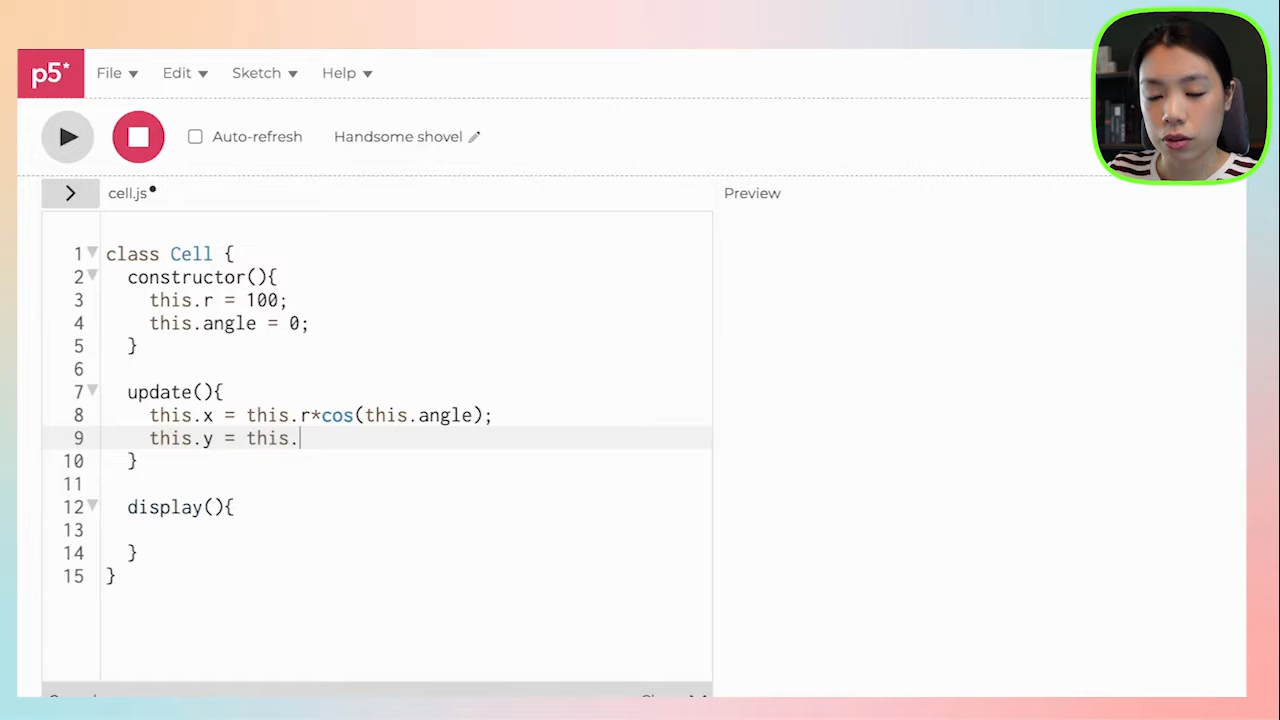 p5* File Edit Sketch Help
Auto-refresh Handsome shovel
cell.js Preview
1 class Cell {
2 constructor(){
3 this.r = 100;
4 this.angle = 0;
5 }
6
7 update(){
8 this.x = this.r*cos(this.angle);
9 this.y = this.
10 }
11
12 display(){
13
14 }
15 }